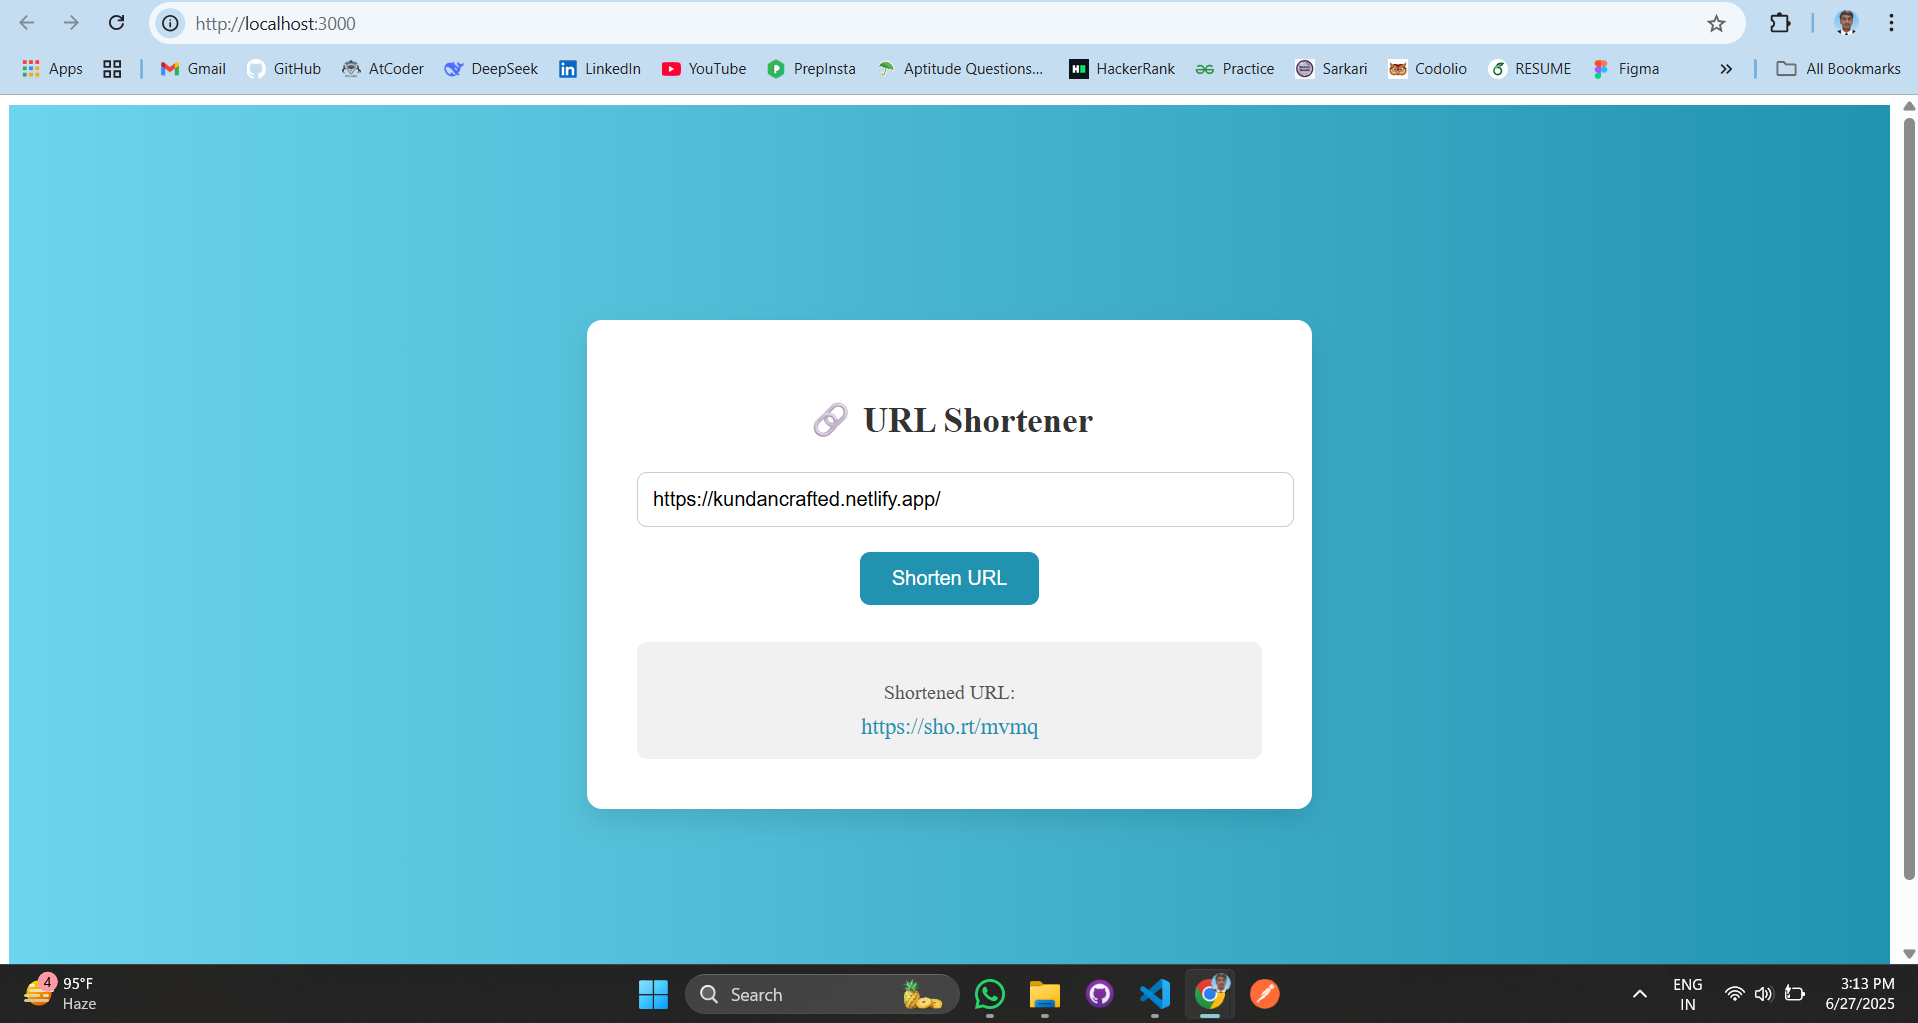 http://localhost:3000
Apps Gmail GitHub AtCoder DeepSeek LinkedIn YouTube PrepInsta Aptitude Questions... HackerRank Practice Sarkari Codolio RESUME Figma » All Bookmarks
URL Shortener
https://kundancrafted.netlify.app/
Shorten URL
Shortened URL:
https://sho.rt/mvmq
4
95°F
Haze
Search
ENG
IN
3:13 PM
6/27/2025